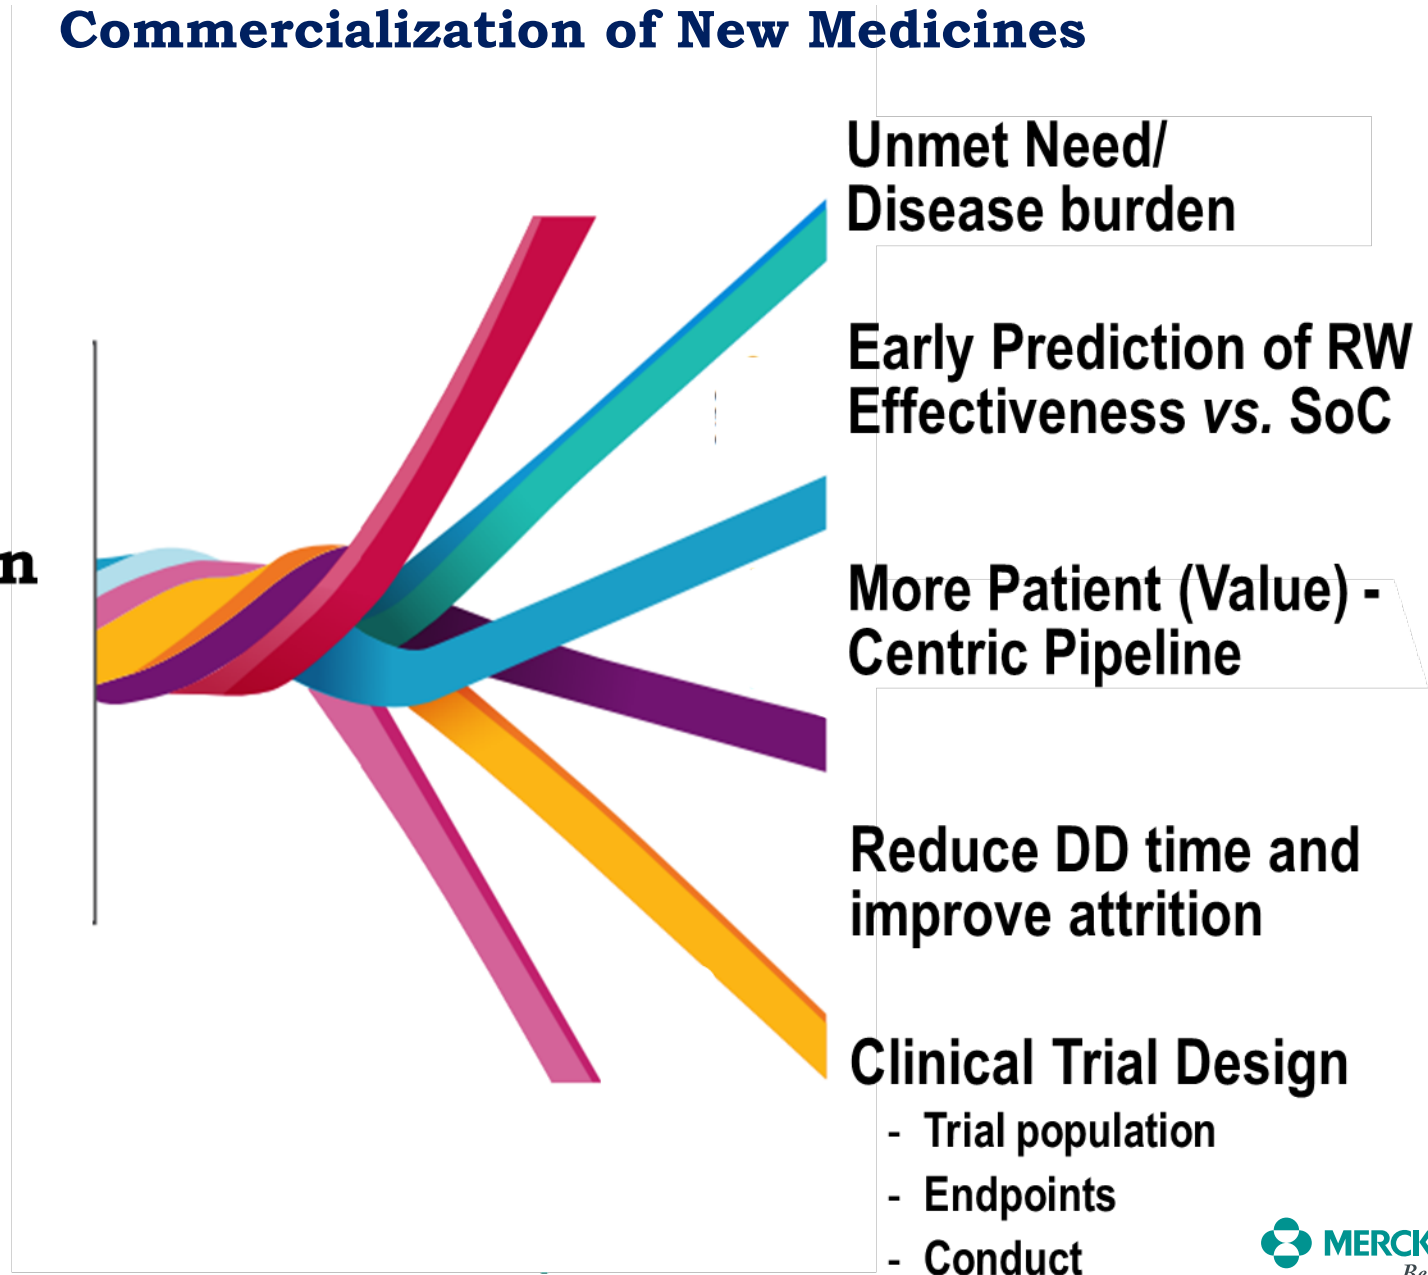 Commercialization of New Medicines
Unmet Need/
Disease burden
Early Prediction of RW
Effectiveness vs. SoC
n
More Patient (Value) -
Centric Pipeline
Reduce DD time and
improve attrition
Clinical Trial Design
- Trial population
- Endpoints
- Conduct
MERCK